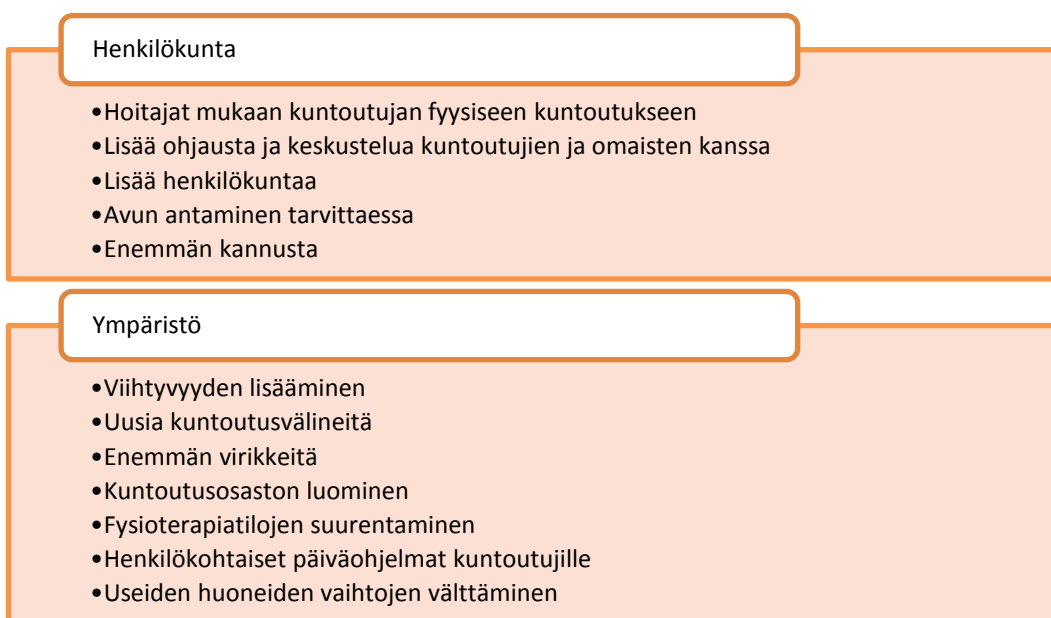 Henkilökunta
•Hoitajat mukaan kuntoutujan fyysiseen kuntoutukseen
•Lisää ohjausta ja keskustelua kuntoutujien ja omaisten kanssa
•Lisää henkilökuntaa
•Avun antaminen tarvittaessa
•Enemmän kannusta
Ympäristö
•Viihtyvyyden lisääminen
•Uusia kuntoutusvälineitä
•Enemmän virikkeitä
•Kuntoutusosaston luominen
•Fysioterapiatilojen suurentaminen
•Henkilökohtaiset päiväohjelmat kuntoutujille
•Useiden huoneiden vaihtojen välttäminen